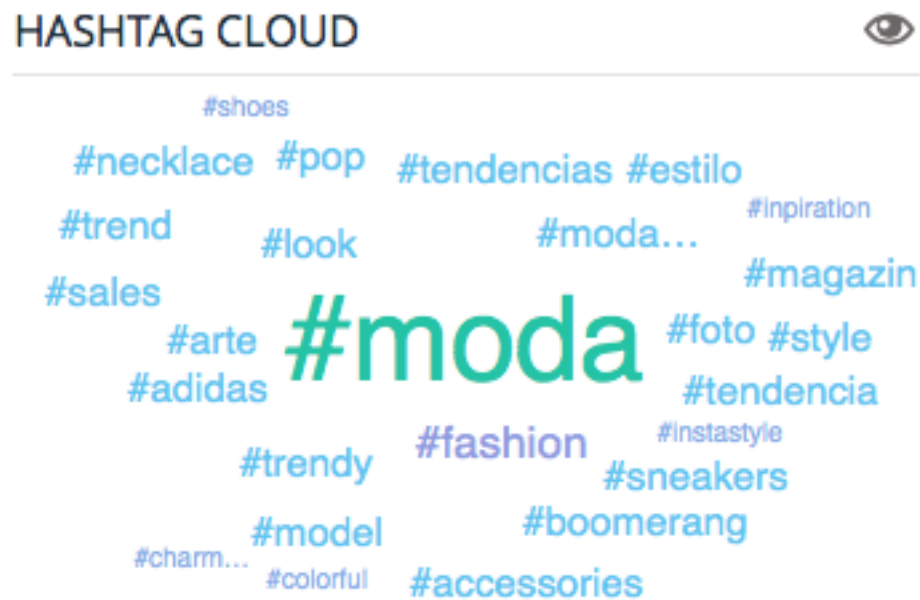 HASHTAG CLOUD
#shoes
#necklace #pop #tendencias #estilo
#inpiration
#trend #look #moda...
#magazin
#sales
#arte #moda #foto #style
#adidas #tendencia
#fashion #instastyle
#trendy #sneakers
#model #boomerang
#charm...
#colorful #accessories